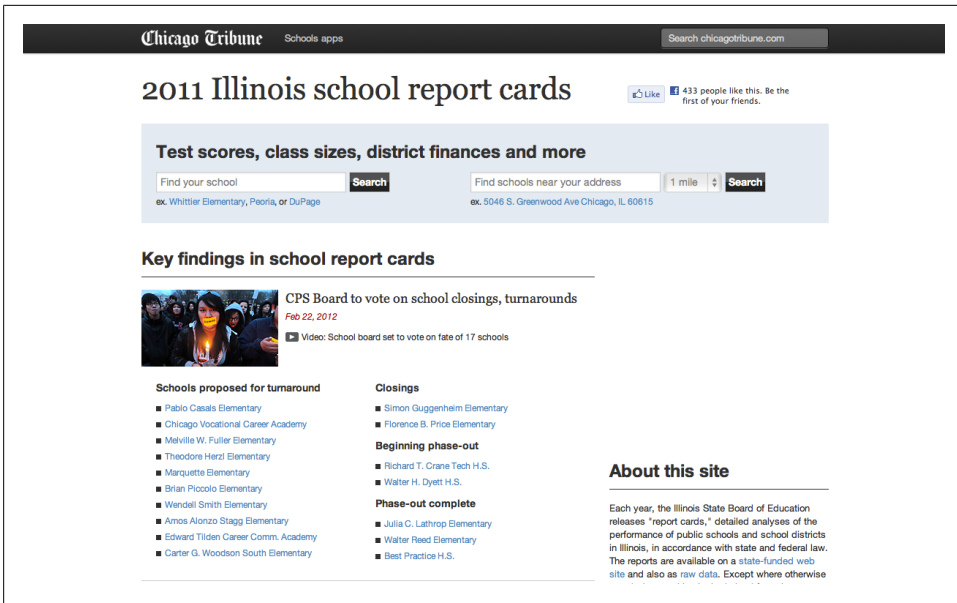 Chicago Tribune
Schools apps
Search chicagotribune.com
2011 Illinois school report cards
Like
433 people like this. Be the
first of your friends.
Test scores, class sizes, district finances and more
Find your school
Search
Find schools near your address
1 mile
Search
ex. Whittier Elementary, Peoria, or DuPage
ex. 5046 S. Greenwood Ave Chicago, IL 60615
Key findings in school report cards
CPS Board to vote on school closings, turnarounds
Feb 22, 2012
Video: School board set to vote on fate of 17 schools
Schools proposed for turnaround
Pablo Casals Elementary
Chicago Vocational Career Academy
Melville W. Fuller Elementary
Theodore Herzl Elementary
Marquette Elementary
Brian Piccolo Elementary
Wendell Smith Elementary
Amos Alonzo Stagg Elementary
Edward Tilden Career Comm. Academy
Carter G. Woodson South Elementary
Closings
Simon Guggenheim Elementary
Florence B. Price Elementary
Beginning phase-out
Richard T. Crane Tech H.S.
Walter H. Dyett H.S.
Phase-out complete
Julia C. Lathrop Elementary
Walter Reed Elementary
Best Practice H.S.
About this site
Each year, the Illinois State Board of Education
releases "report cards," detailed analyses of the
performance of public schools and school districts
in Illinois, in accordance with state and federal law.
The reports are available on a state-funded web
site and also as raw data. Except where otherwise